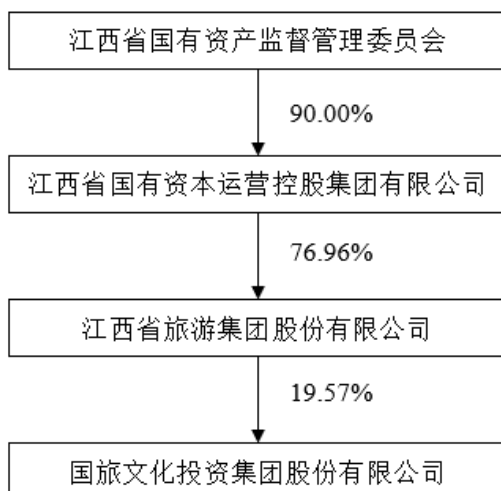 江西省国有资产监督管理委员会
90.00%
江西省国有资本运营控股集团有限公司
76.96%
江西省旅游集团股份有限公司
19.57%
国旅文化投资集团股份有限公司